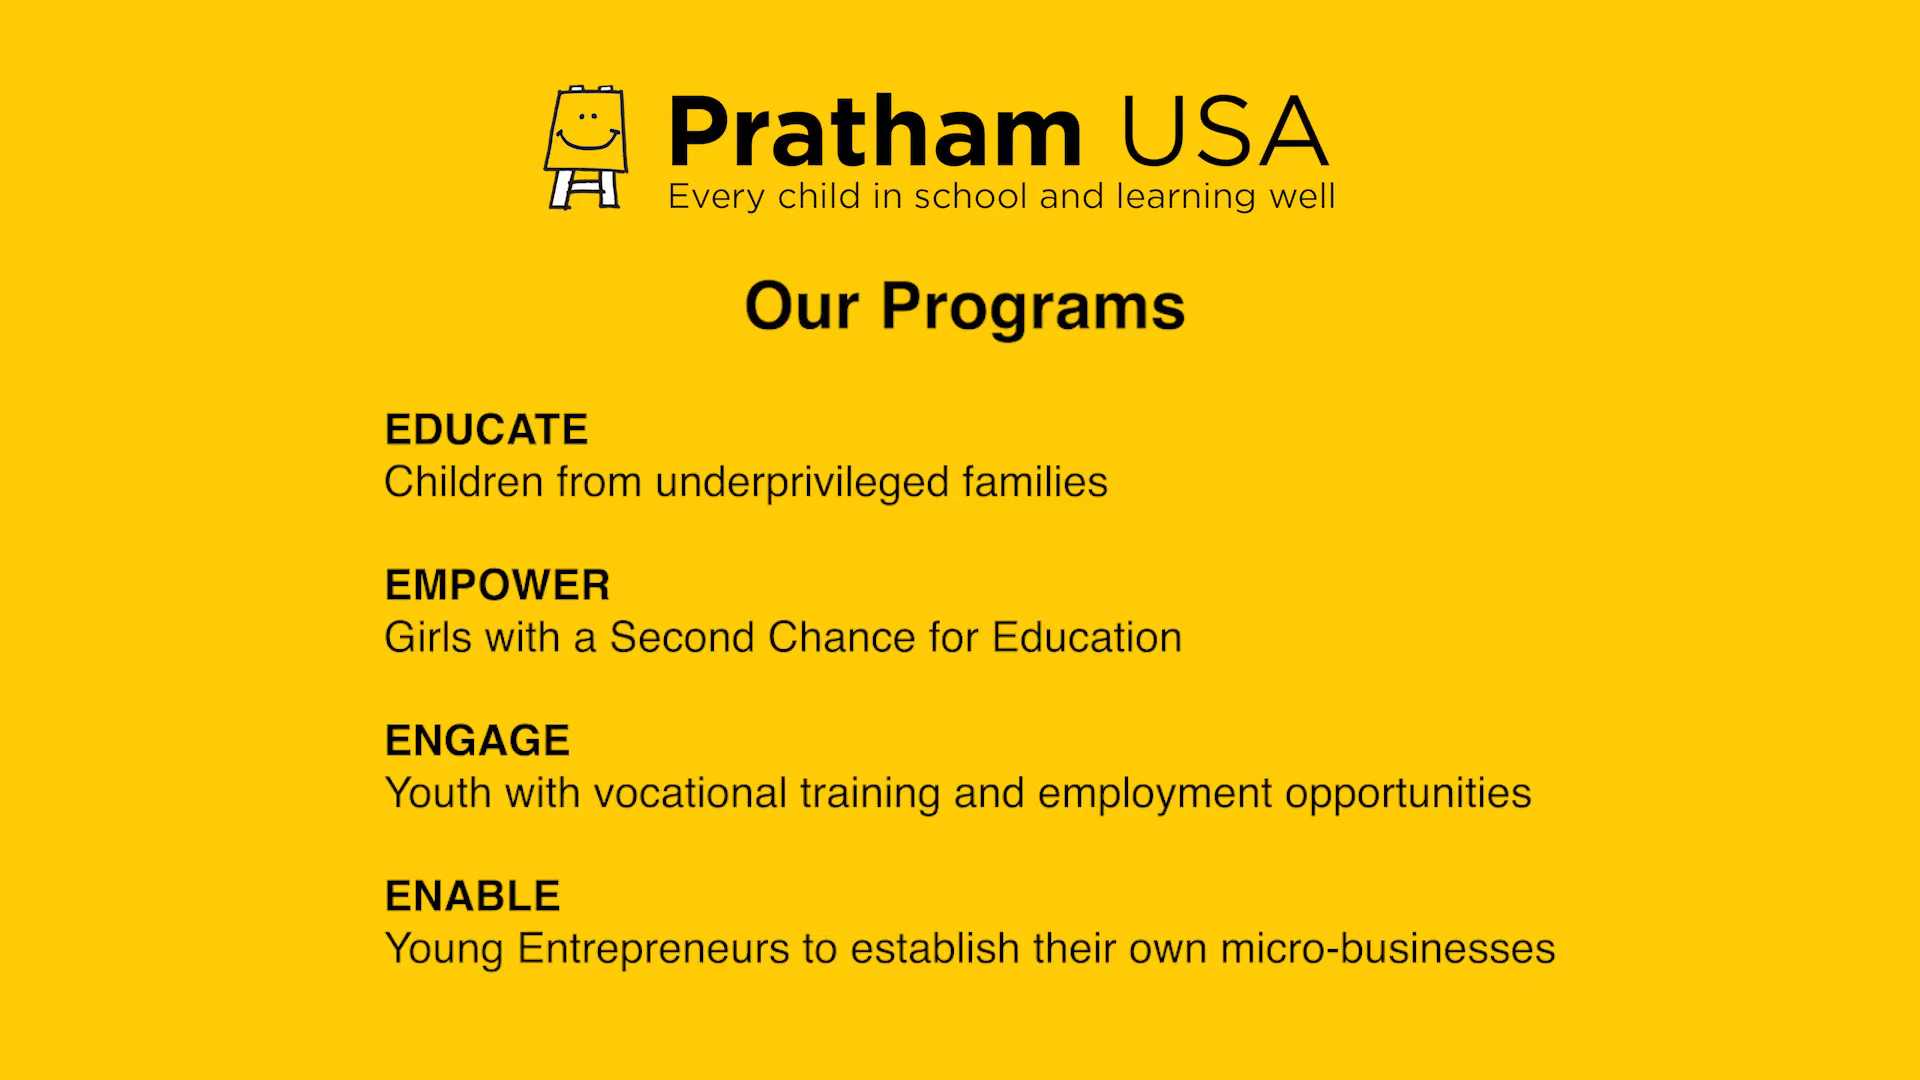 Pratham USA
Every child in school and learning well
Our Programs
EDUCATE
Children from underprivileged families
EMPOWER
Girls with a Second Chance for Education
ENGAGE
Youth with vocational training and employment opportunities
ENABLE
Young Entrepreneurs to establish their own micro-businesses